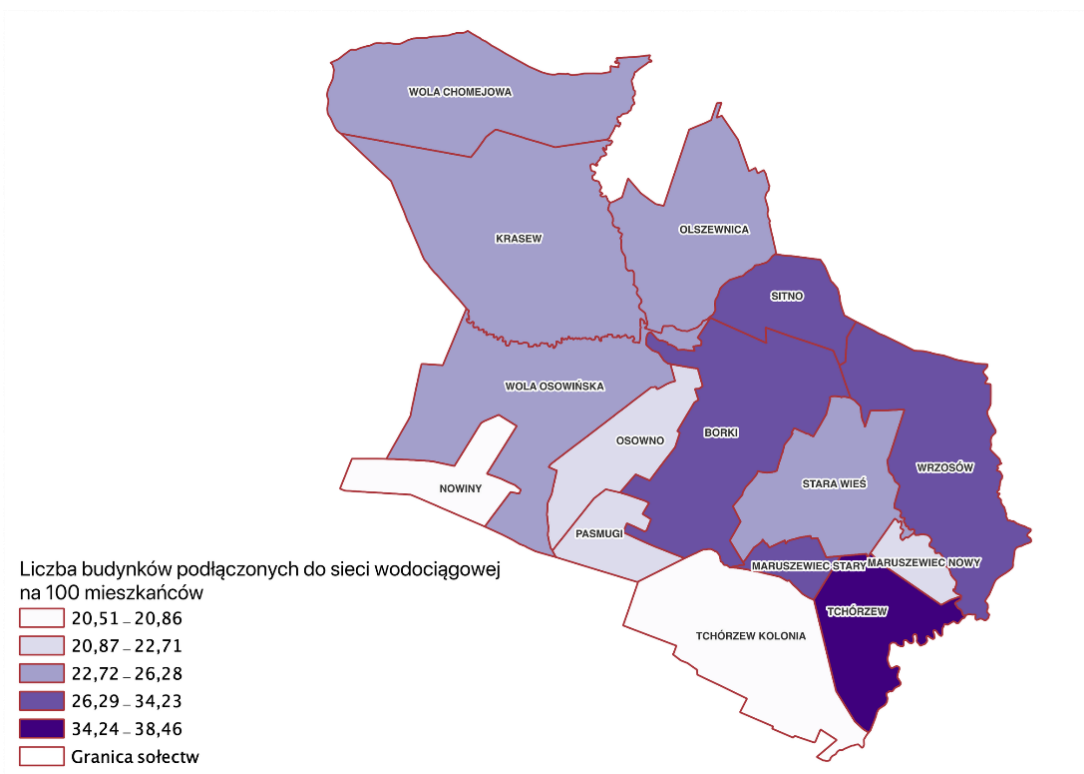 WOLA CHOMEJOWA
KRASEW
OLSZEWNICA
SITNO
WOLA OSOWIŃSKA
OSOWNO
BORKI
WRZOSÓW
STARA WIEŚ
NOWINY
PASMUGI
MARUSZEWIEC STARY
MARUSZEWIEC NOWY
TCHÓRZEW
TCHÓRZEW KOLONIA
Liczba budynków podłączonych do sieci wodociągowej
na 100 mieszkańców
20,51 – 20,86
20,87 – 22,71
22,72 – 26,28
26,29 – 34,23
34,24 – 38,46
Granica sołectw